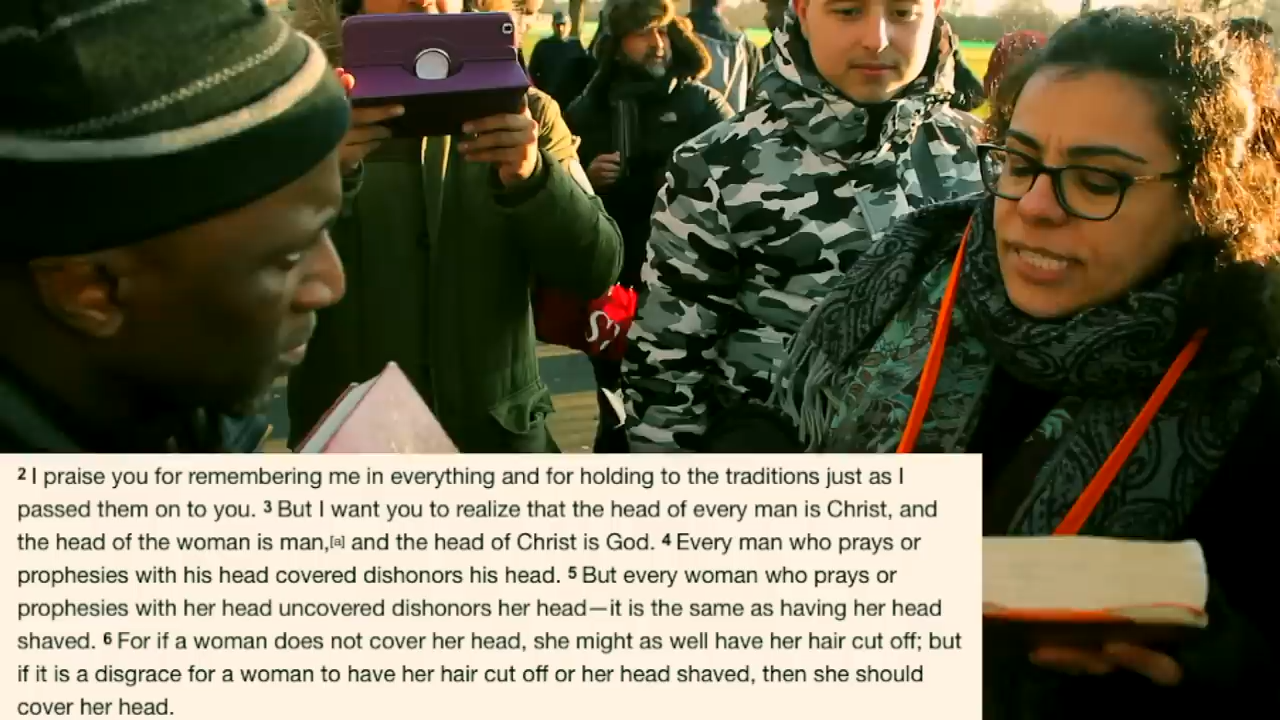 2 I praise you for remembering me in everything and for holding to the traditions just as I
passed them on to you. 3 But I want you to realize that the head of every man is Christ, and
the head of the woman is man,[a] and the head of Christ is God. 4 Every man who prays or
prophesies with his head covered dishonors his head. 5 But every woman who prays or
prophesies with her head uncovered dishonors her head—it is the same as having her head
shaved. 6 For if a woman does not cover her head, she might as well have her hair cut off; but
if it is a disgrace for a woman to have her hair cut off or her head shaved, then she should
cover her head.